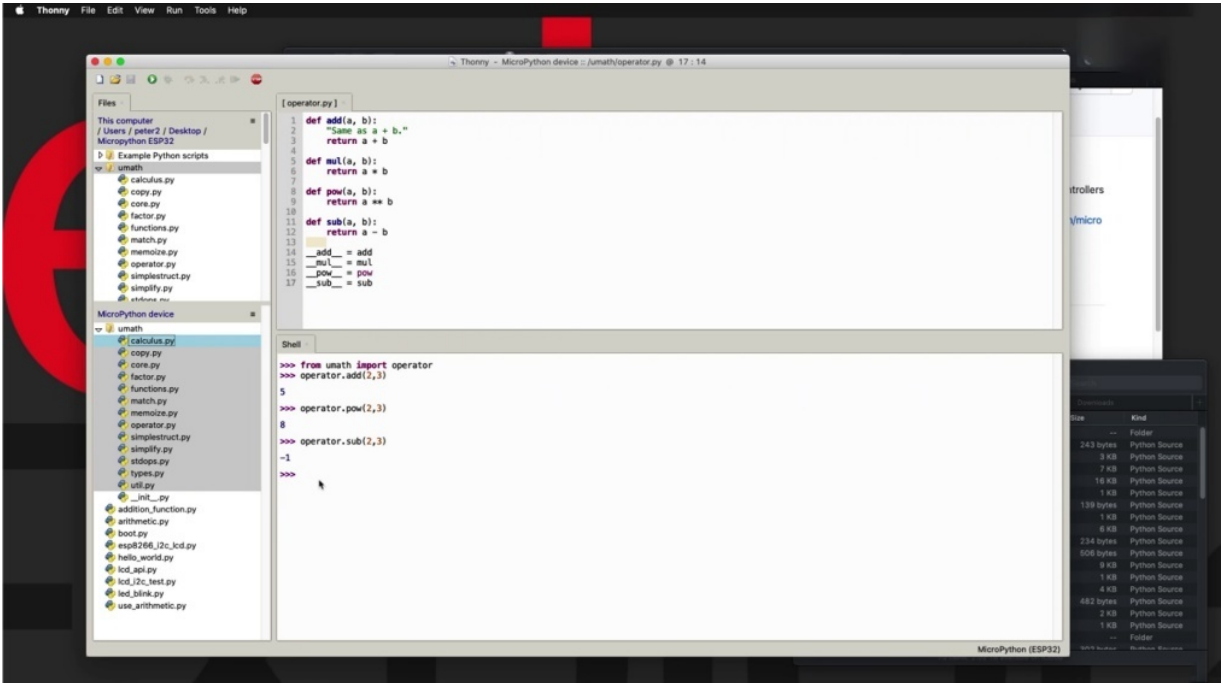 Thonny File Edit View Run Tools Help
Thonny - MicroPython device :: /umath/operator.py @ 17 : 14
Files
This computer
/ Users / peter2 / Desktop /
Micropython ESP32
Example Python scripts
umath
calculus.py
copy.py
core.py
factor.py
functions.py
match.py
memoize.py
operator.py
simplestruct.py
simplify.py
stdops.py
MicroPython device
umath
calculus.py
copy.py
core.py
factor.py
functions.py
match.py
memoize.py
operator.py
simplestruct.py
simplify.py
stdops.py
types.py
util.py
__init__.py
addition_function.py
arithmetic.py
boot.py
esp8266_i2c_lcd.py
hello_world.py
lcd_api.py
lcd_i2c_test.py
led_blink.py
use_arithmetic.py
[ operator.py ]
1 def add(a, b):
2 "Same as a + b."
3 return a + b
4
5 def mul(a, b):
6 return a * b
7
8 def pow(a, b):
9 return a ** b
10
11 def sub(a, b):
12 return a - b
13
14 __add__ = add
15 __mul__ = mul
16 __pow__ = pow
17 __sub__ = sub
Shell
>>> from umath import operator
>>> operator.add(2,3)
5
>>> operator.pow(2,3)
8
>>> operator.sub(2,3)
-1
>>>
MicroPython (ESP32)
ntrollers
n/micro
Downloads
Size Kind
-- Folder
243 bytes Python Source
3 KB Python Source
7 KB Python Source
16 KB Python Source
1 KB Python Source
139 bytes Python Source
1 KB Python Source
6 KB Python Source
234 bytes Python Source
506 bytes Python Source
9 KB Python Source
1 KB Python Source
4 KB Python Source
482 bytes Python Source
2 KB Python Source
1 KB Python Source
-- Folder